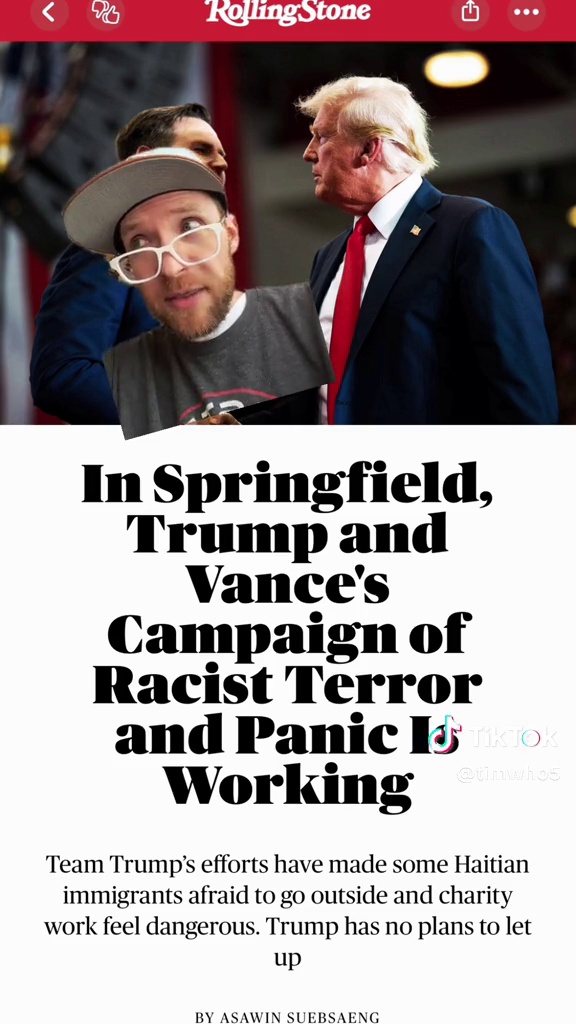 RollingStone
In Springfield,
Trump and
Vance's
Campaign of
Racist Terror
and Panic Is
Working
TikTok
@timwho5
Team Trump’s efforts have made some Haitian
immigrants afraid to go outside and charity
work feel dangerous. Trump has no plans to let
up
BY ASAWIN SUEBSAENG